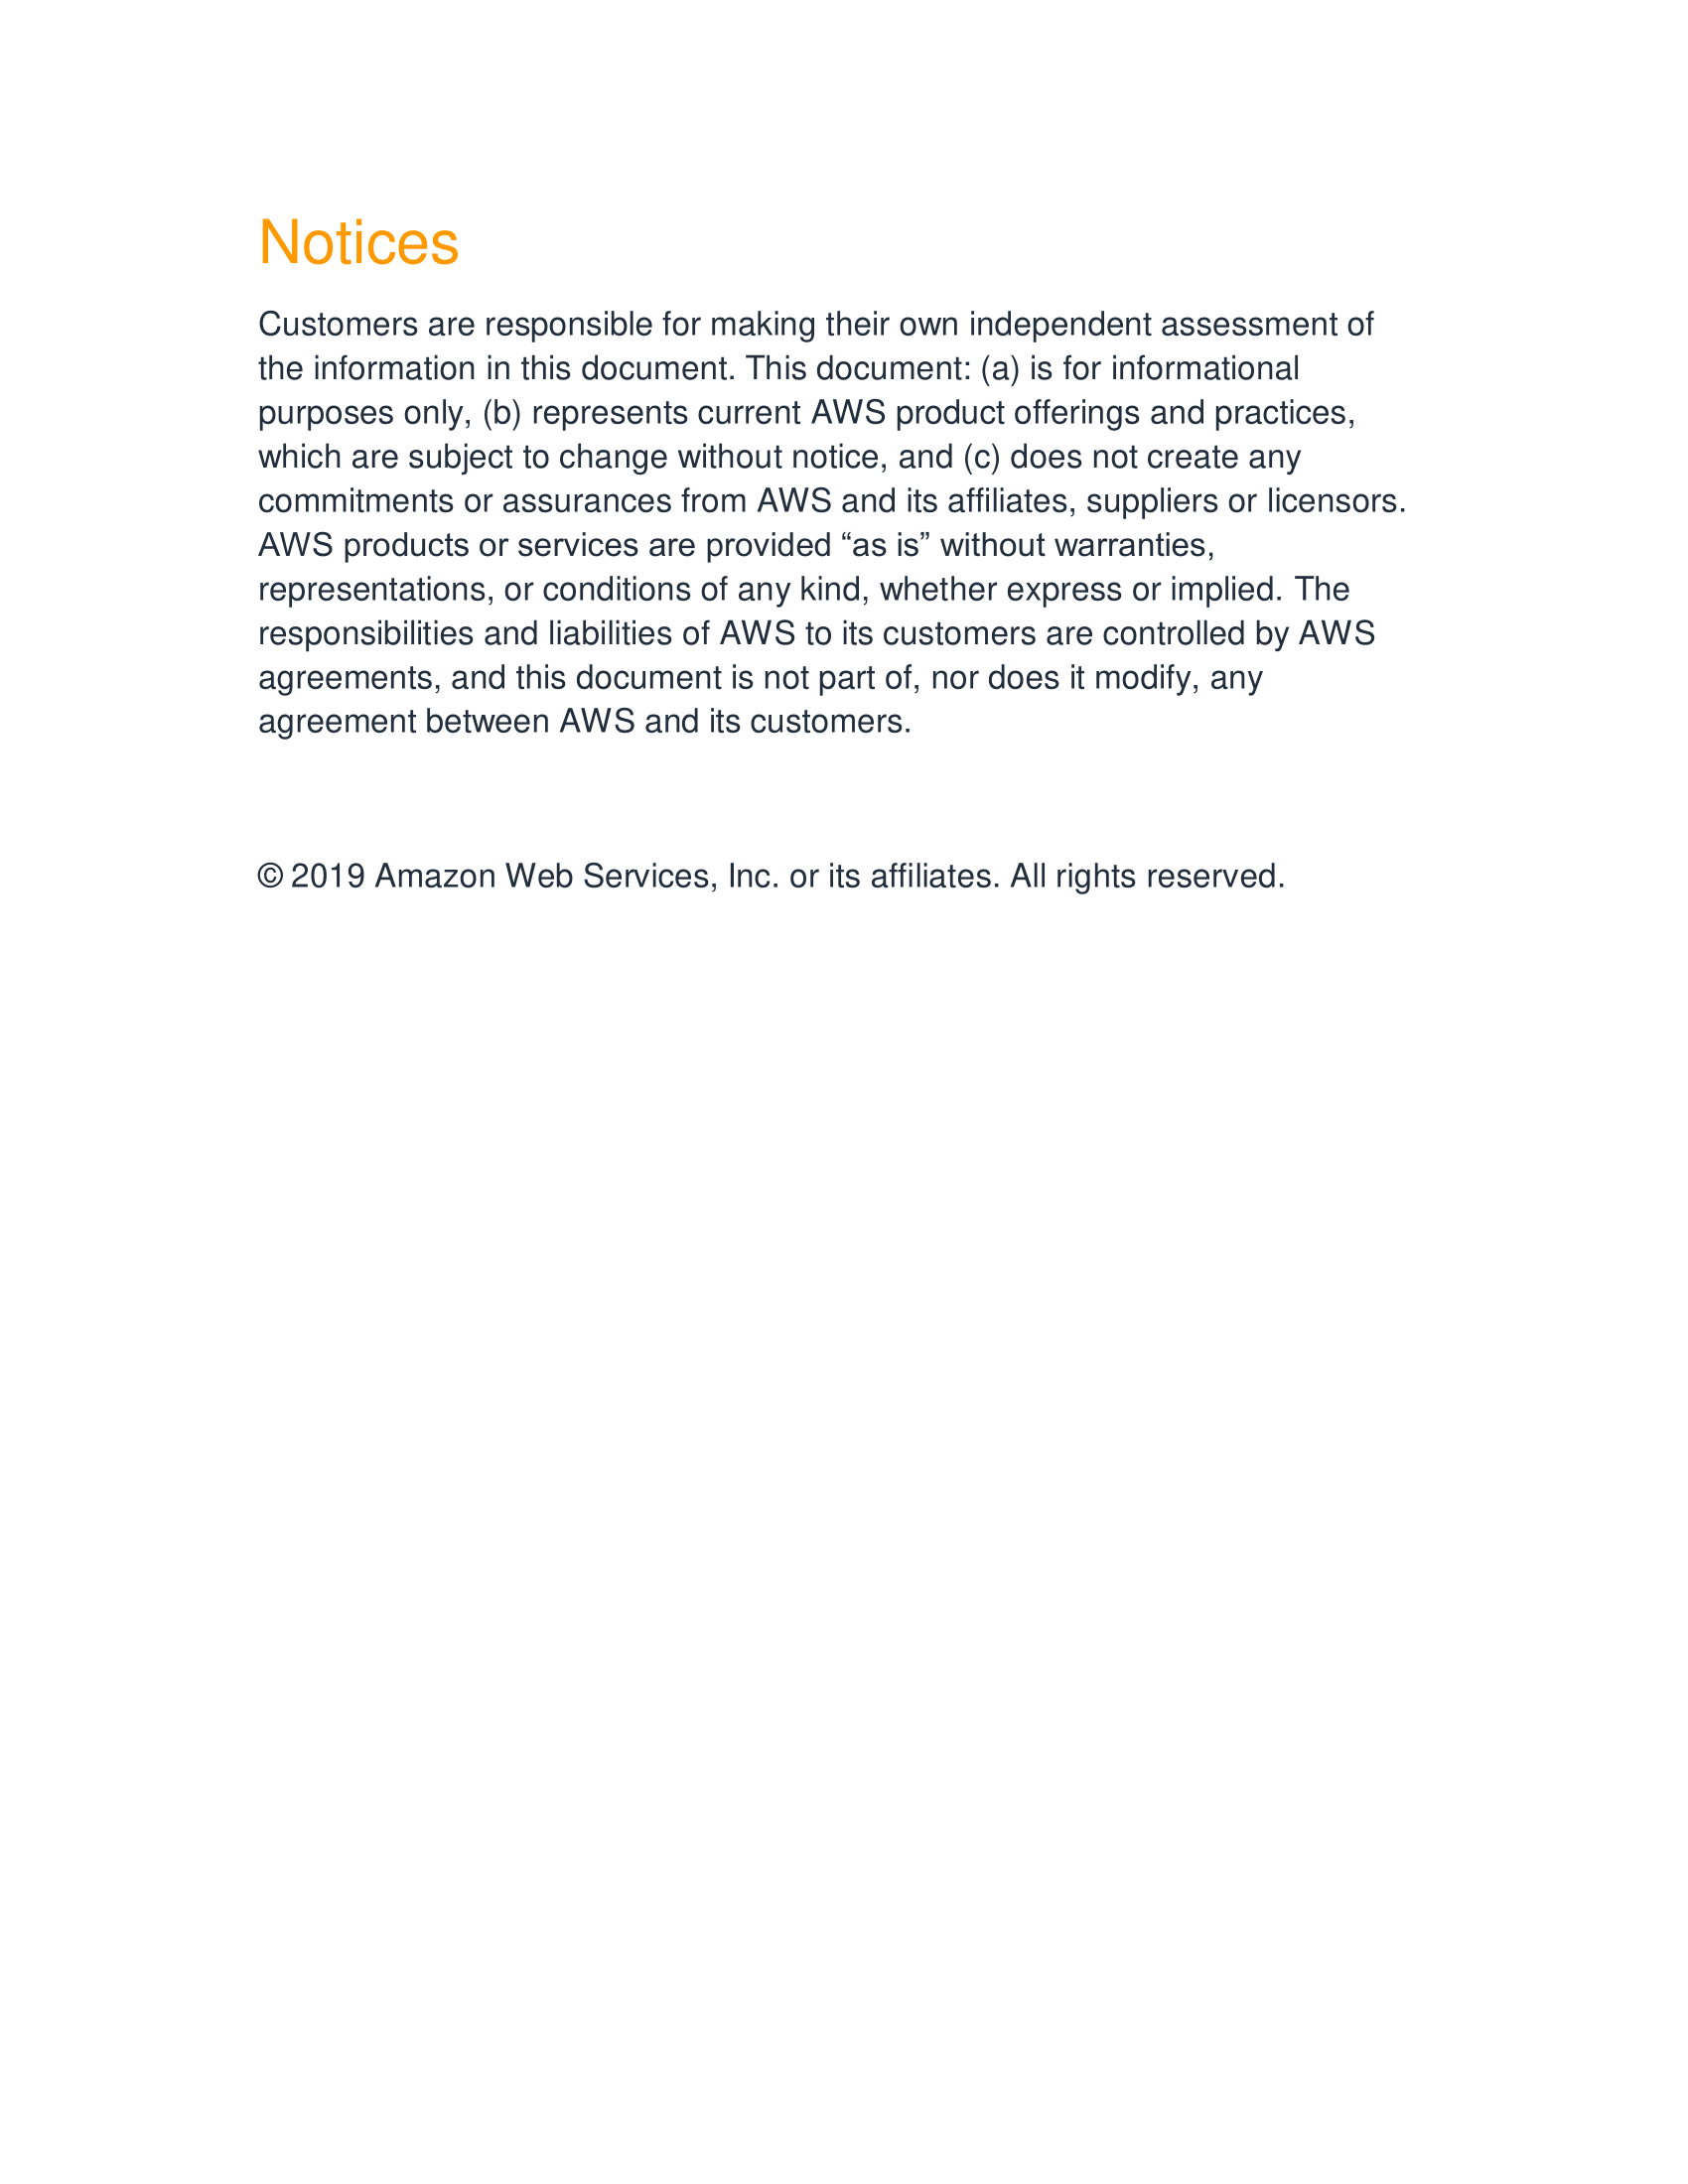 Notices
Customers are responsible for making their own independent assessment of
the information in this document. This document: (a) is for informational
purposes only, (b) represents current AWS product offerings and practices,
which are subject to change without notice, and (c) does not create any
commitments or assurances from AWS and its affiliates, suppliers or licensors.
AWS products or services are provided “as is” without warranties,
representations, or conditions of any kind, whether express or implied. The
responsibilities and liabilities of AWS to its customers are controlled by AWS
agreements, and this document is not part of, nor does it modify, any
agreement between AWS and its customers.
© 2019 Amazon Web Services, Inc. or its affiliates. All rights reserved.